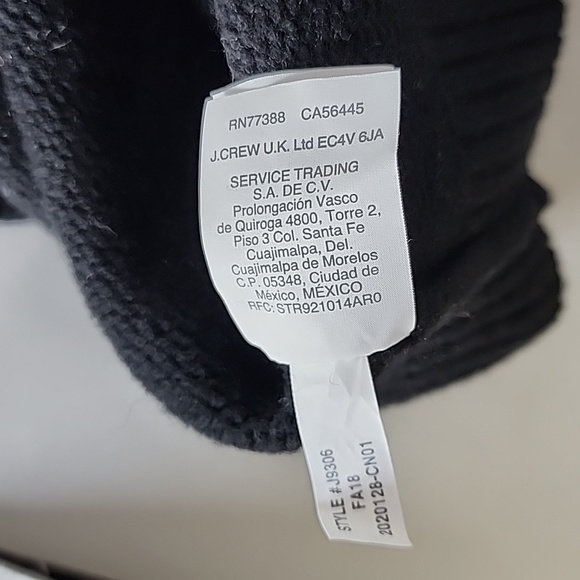 RN77388 CA56445
J.CREW U.K. Ltd EC4V 6JA
SERVICE TRADING
S.A. DE C.V.
Prolongación Vasco
de Quiroga 4800, Torre 2,
Piso 3 Col. Santa Fe
Cuajimalpa, Del.
Cuajimalpa de Morelos
C.P. 05348, Ciudad de
México, MÉXICO
RFC: STR921014AR0
STYLE #J9306
FA18
2020128-CN01